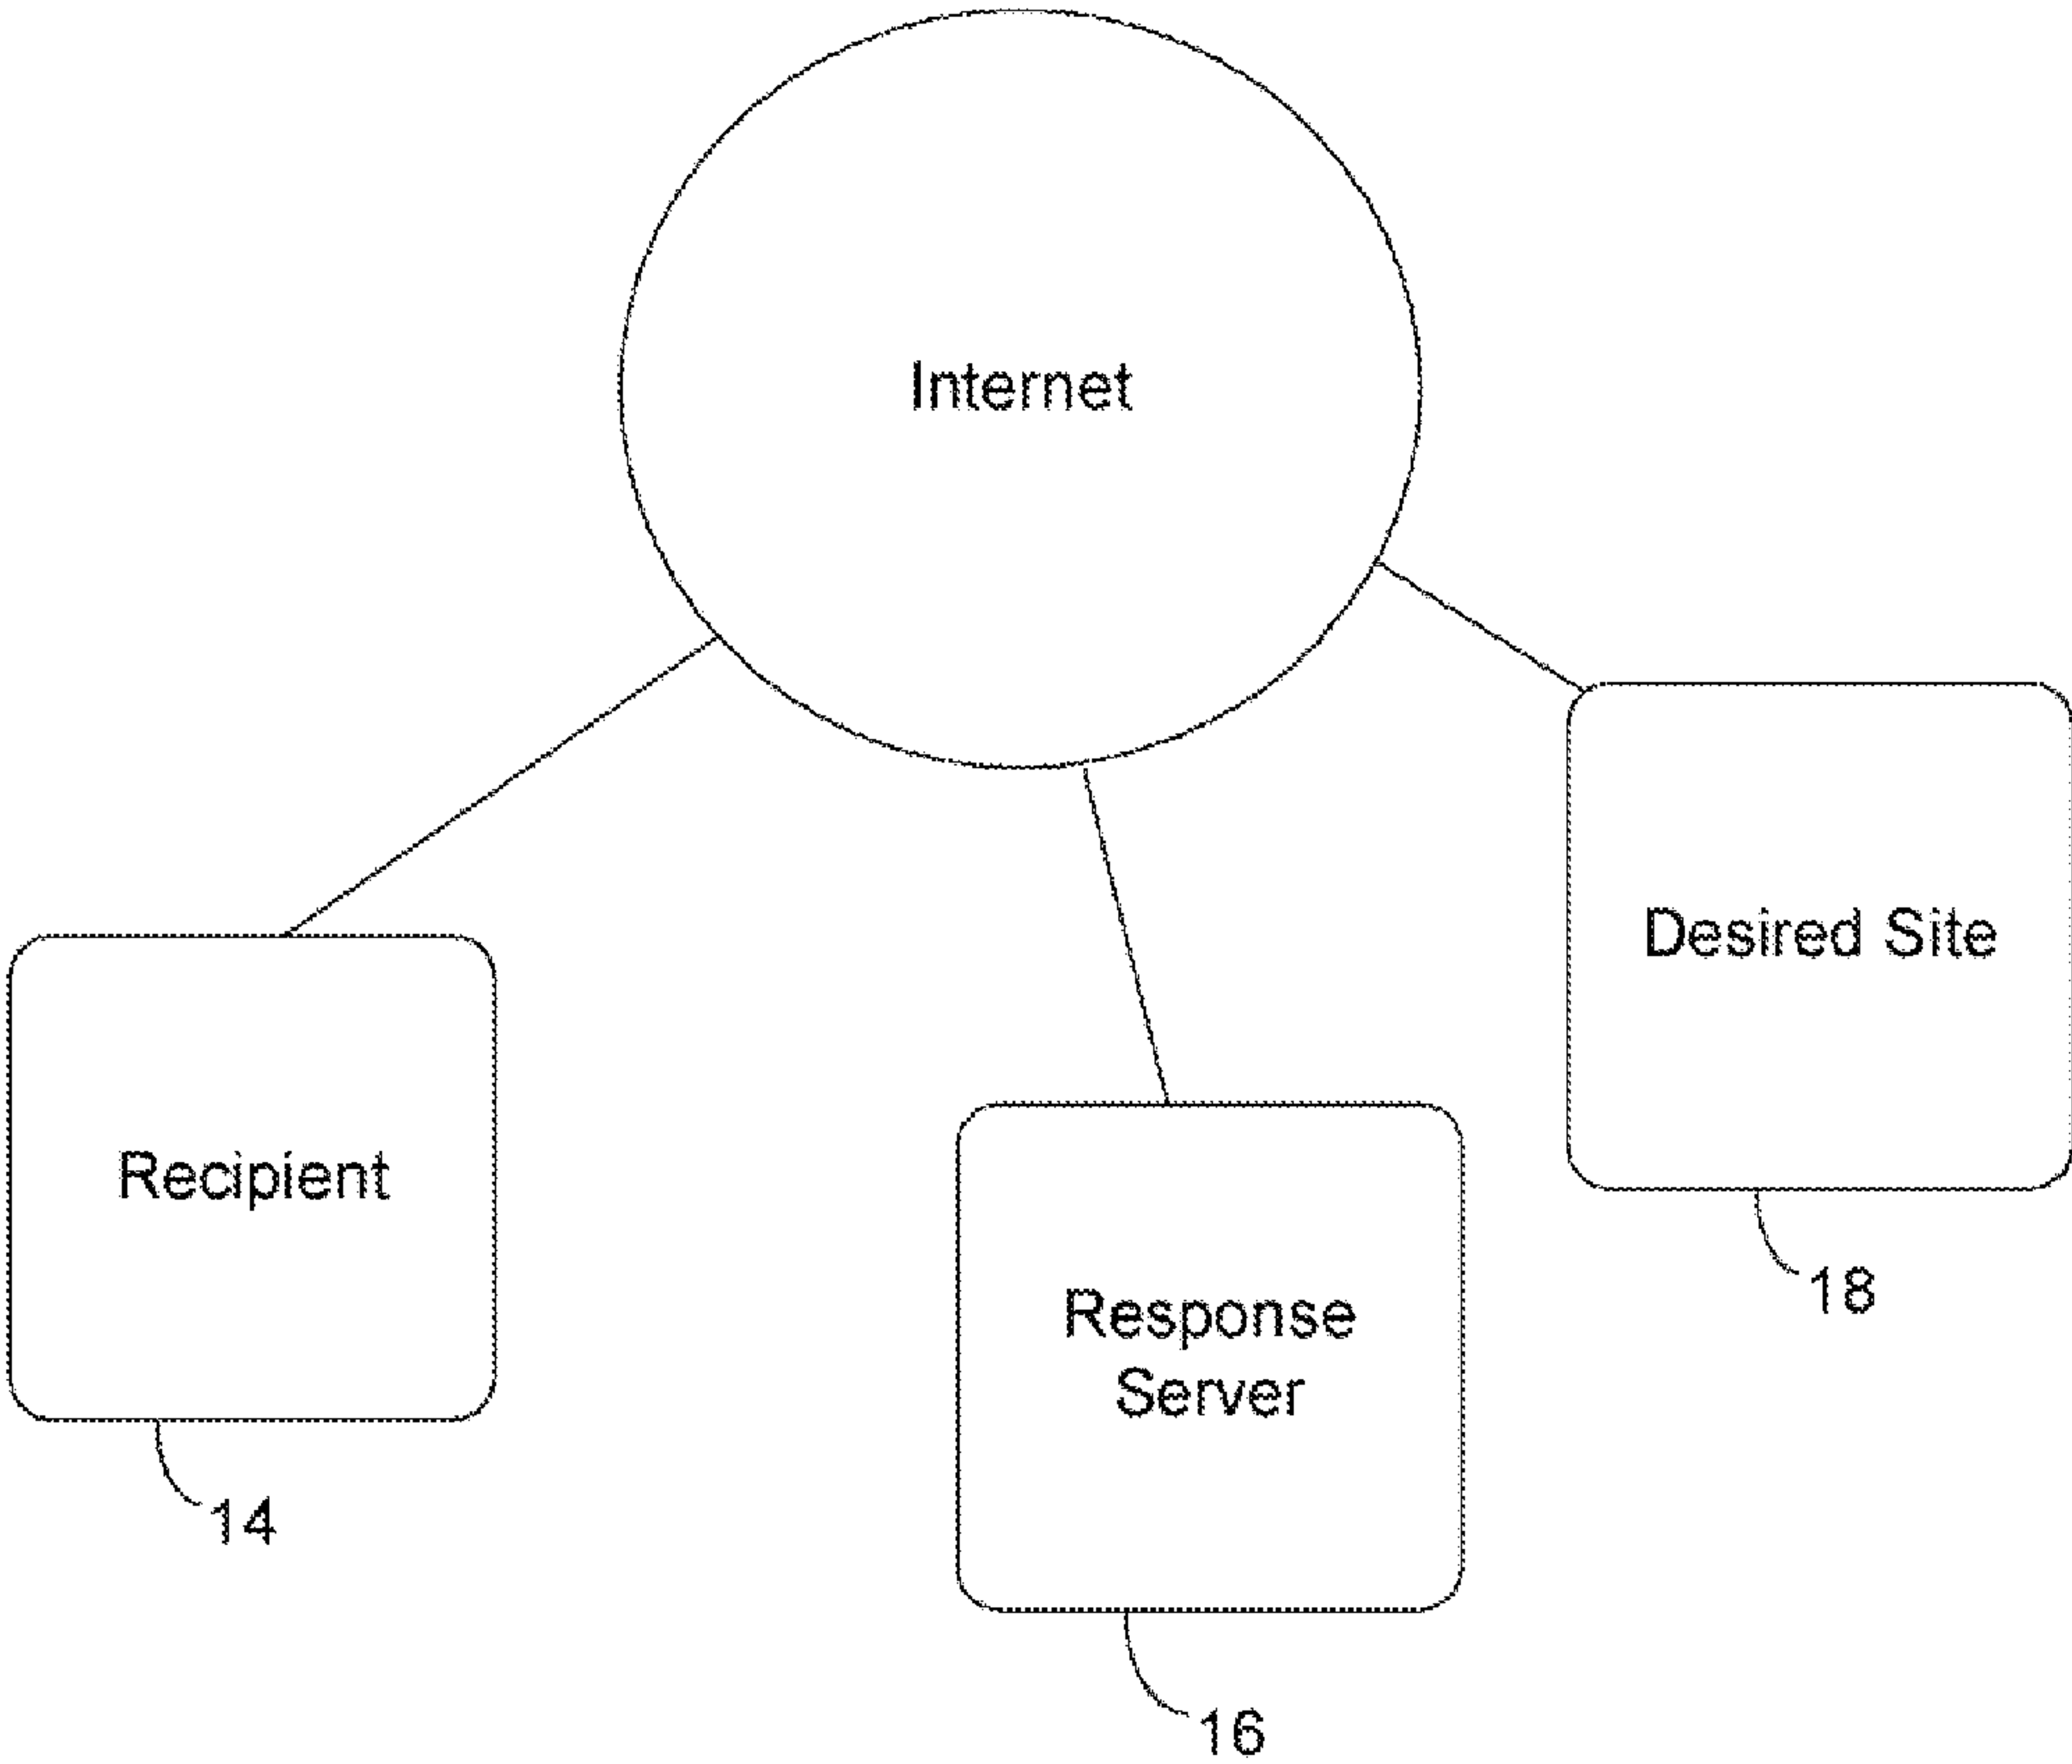 Internet
Desired Site
Recipient
18
Response
Server
14
16